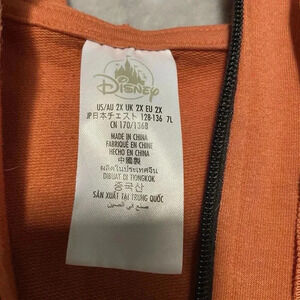 Disney
US/AU 2X UK 2X EU 2X
JP日本チェスト 128-136 7L
CN 170/136B
MADE IN CHINA
FABRIQUÉ EN CHINE
HECHO EN CHINA
中國製
ผลิตในประเทศจีน
DIBUAT DI TIONGKOK
중국산
SẢN XUẤT TẠI TRUNG QUỐC
صنع في الصين